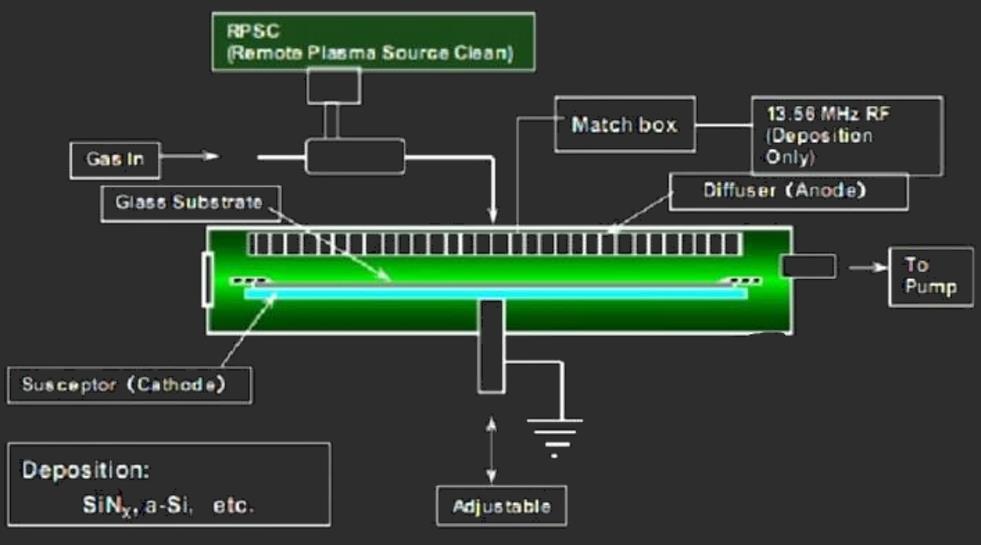 RPSC
(Remote Plasma Source Clean)
Match box
13.56 MHz RF
(Deposition
Only)
Gas In
Diffuser (Anode)
Glass Substrate
To
Pump
Susceptor (Cathode)
Deposition:
SiNₓ, a-Si, etc.
Adjustable